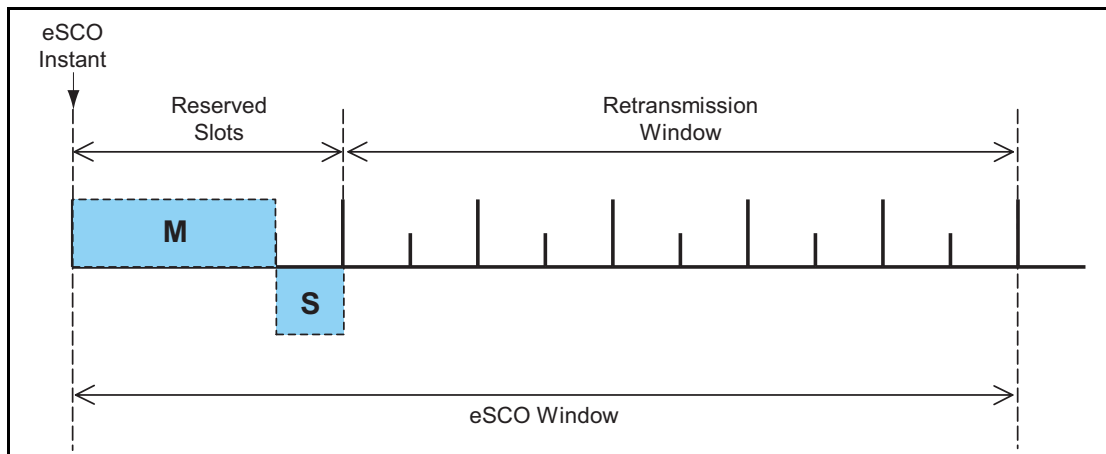 eSCO
Instant
Reserved
Slots
Retransmission
Window
M
S
eSCO Window